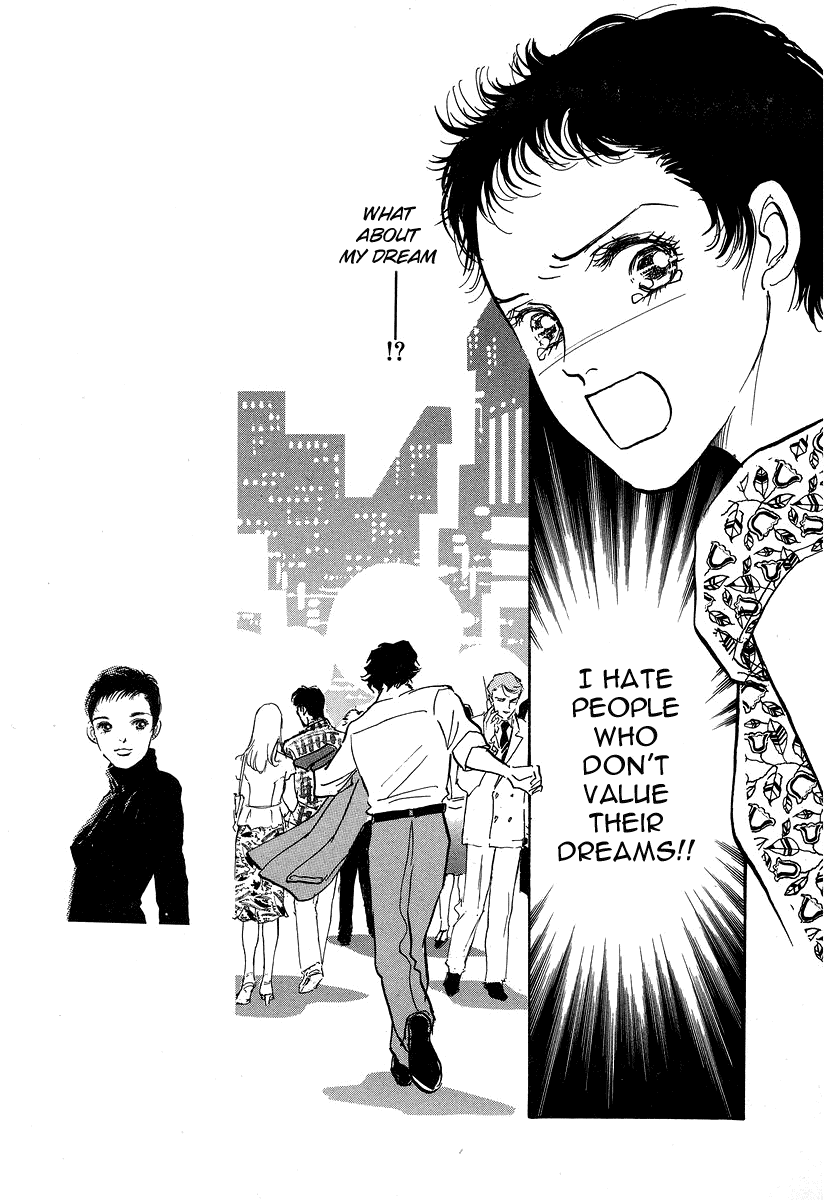 I HATE
PEOPLE
WHO
DON'T
VALUE
THEIR
DREAMS!!
WHAT
ABOUT
MY DREAM
—
!?